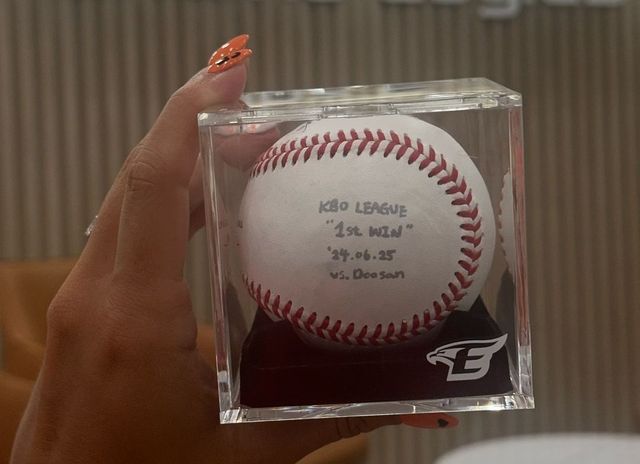 KBO LEAGUE
"1st WIN"
'24.06.25
vs. Doosan